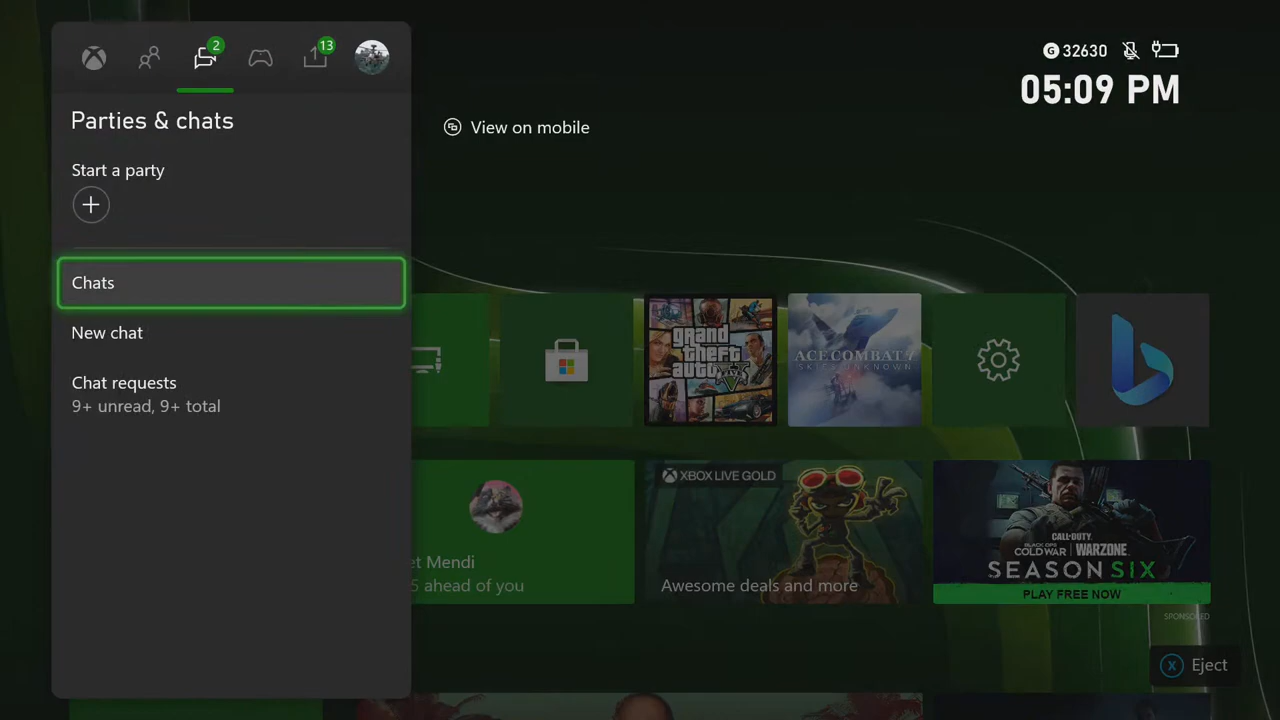 2
13
G 32630
05:09 PM
Parties & chats
View on mobile
Start a party
Chats
New chat
Chat requests
9+ unread, 9+ total
grand
theft
auto
V
ACE COMBAT 7
SKIES UNKNOWN
et Mendi
5 ahead of you
XBOX LIVE GOLD
Awesome deals and more
CALL OF DUTY
BLACK OPS
COLD WAR | WARZONE
SEASON SIX
PLAY FREE NOW
SPONSORED
X Eject